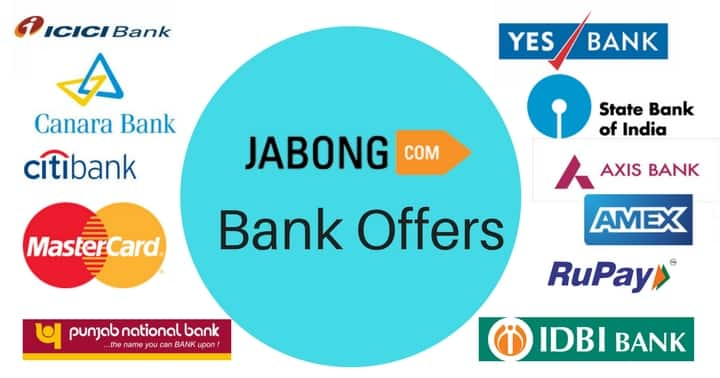 ICICI Bank
Canara Bank
citibank
MasterCard
punjab national bank
...the name you can BANK upon !
JABONG COM
Bank Offers
YES BANK
State Bank
of India
AXIS BANK
AMEX
RuPay
TM
IDBI BANK